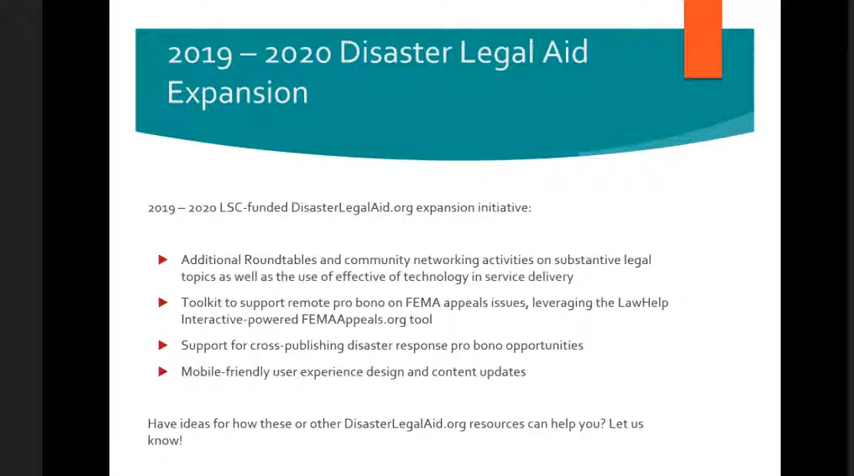 2019 – 2020 Disaster Legal Aid
Expansion
2019 – 2020 LSC-funded DisasterLegalAid.org expansion initiative:
Additional Roundtables and community networking activities on substantive legal
topics as well as the use of effective of technology in service delivery
Toolkit to support remote pro bono on FEMA appeals issues, leveraging the LawHelp
Interactive-powered FEMAAppeals.org tool
Support for cross-publishing disaster response pro bono opportunities
Mobile-friendly user experience design and content updates
Have ideas for how these or other DisasterLegalAid.org resources can help you? Let us
know!